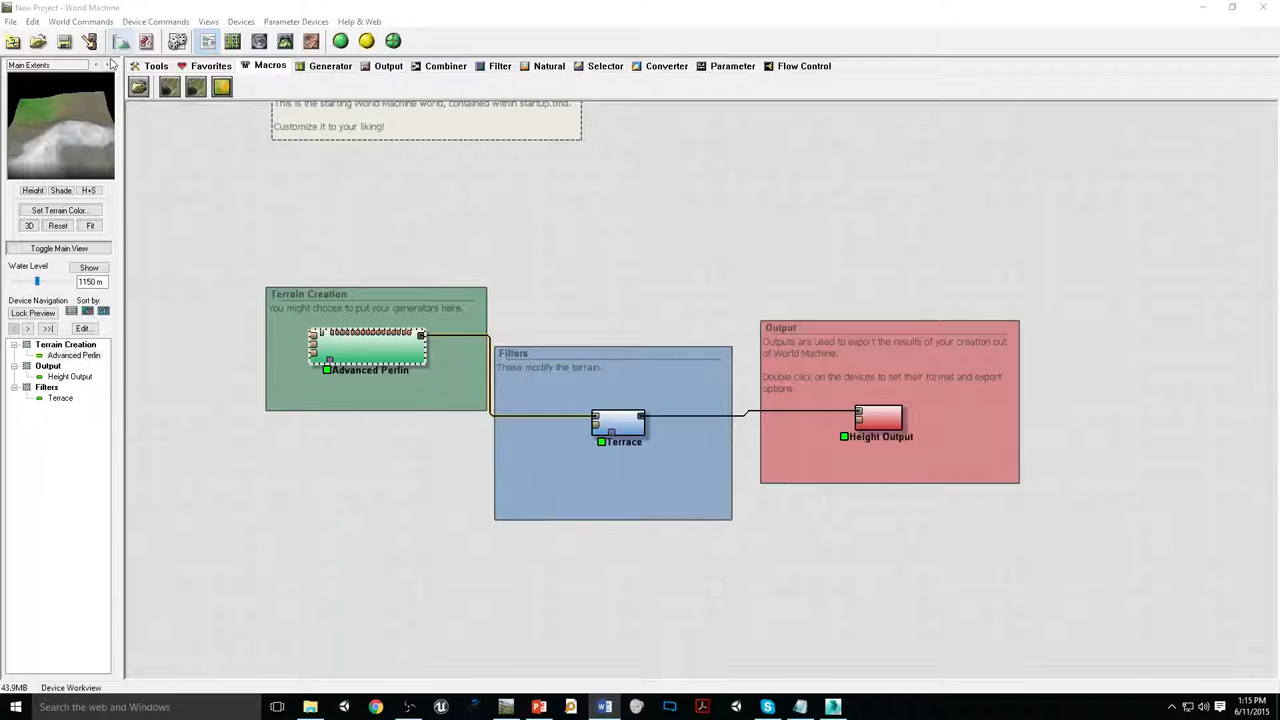 New Project - World Machine
File Edit World Commands Device Commands Views Devices Parameter Devices Help & Web
Main Extents
Tools Favorites Macros Generator Output Combiner Filter Natural Selector Converter Parameter Flow Control
This is the starting World Machine world, contained within startup.tmd.
Customize it to your liking!
Height Shade H+S
Set Terrain Color...
3D Reset Fit
Toggle Main View
Water Level Show
1150 m
Device Navigation Sort by:
Lock Preview
> >>| Edit...
Terrain Creation
Advanced Perlin
Output
Height Output
Filters
Terrace
Terrain Creation
You might choose to put your generators here.
Advanced Perlin
Filters
These modify the terrain.
Terrace
Output
Outputs are used to export the results of your creation out
of World Machine.
Double click on the devices to set their format and export
options.
Height Output
43.9MB Device Workview
Search the web and Windows
1:15 PM
6/11/2015